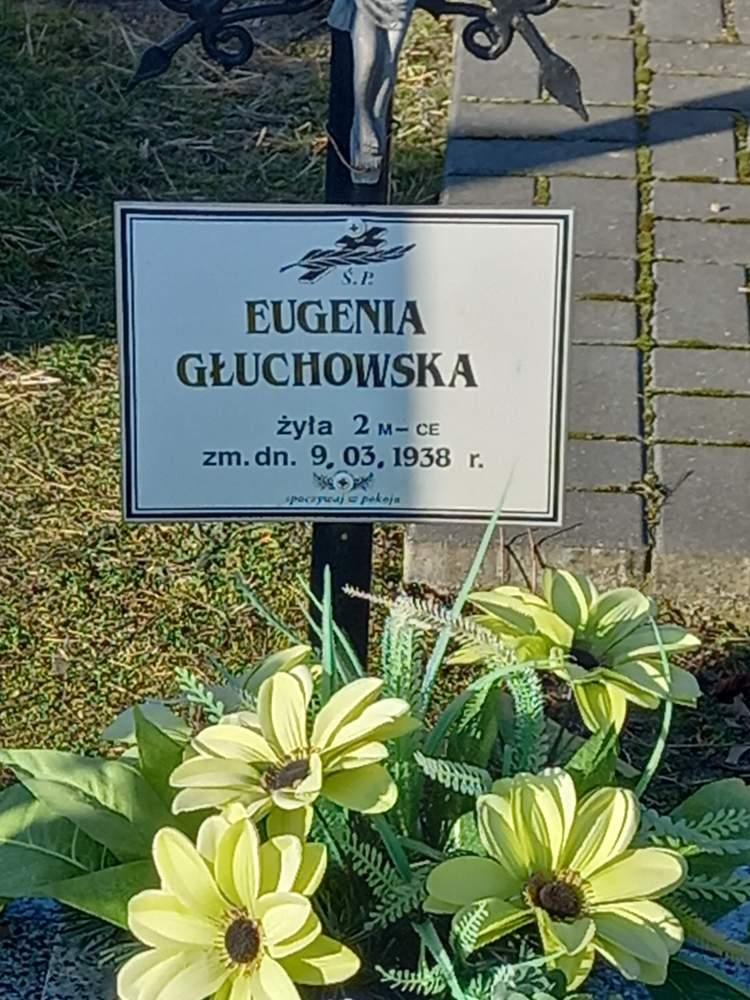 Ś.P.
EUGENIA
GŁUCHOWSKA
żyła 2 M-CE
zm. dn. 9.03.1938 r.
spoczywaj w pokoju